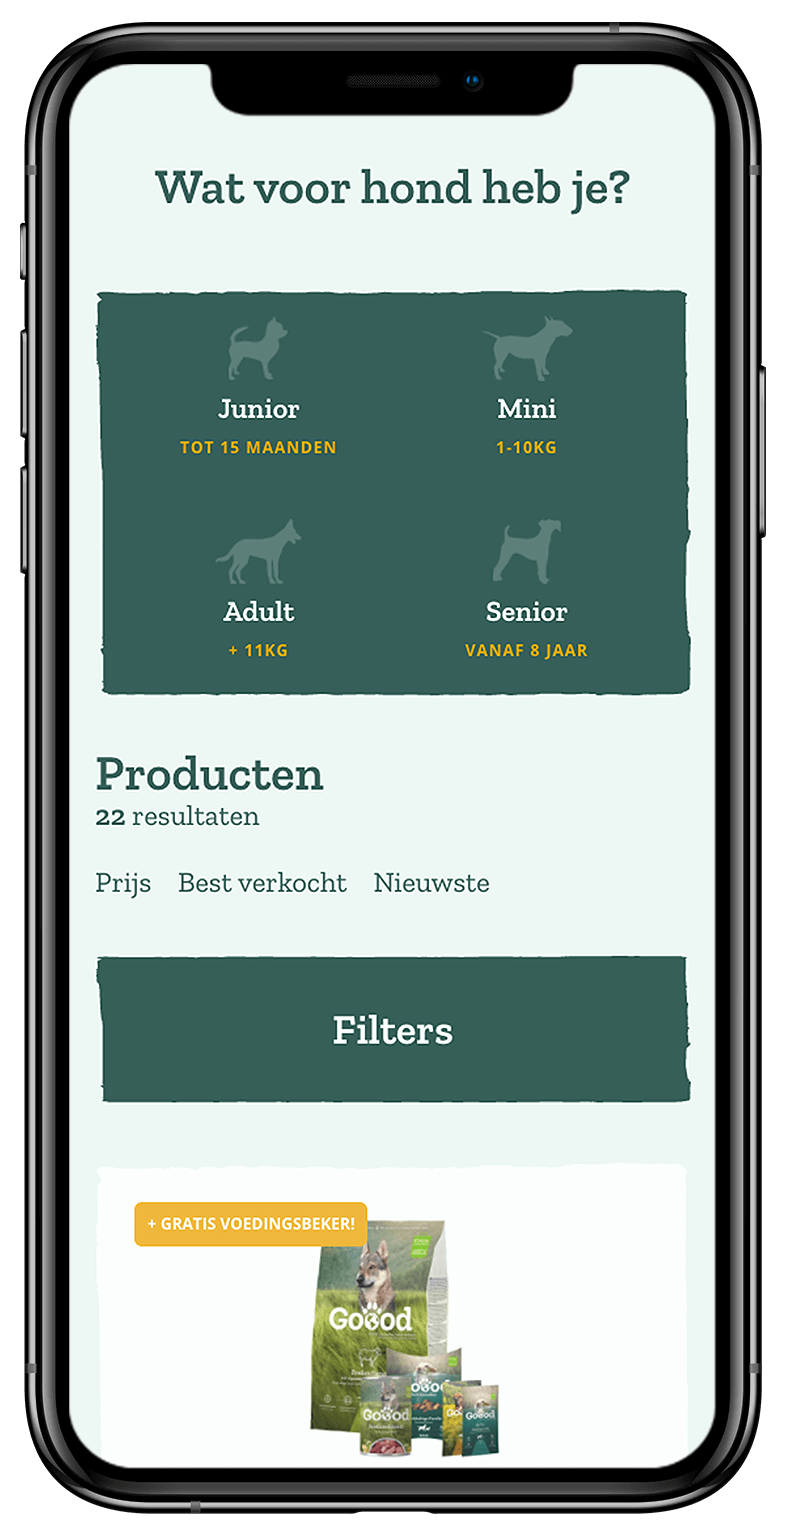 Wat voor hond heb je?
Junior
TOT 15 MAANDEN
Mini
1-10KG
Adult
+ 11KG
Senior
VANAF 8 JAAR
Producten
22 resultaten
Prijs Best verkocht Nieuwste
Filters
+ GRATIS VOEDINGSBEKER!
Goood
Goood
Goood